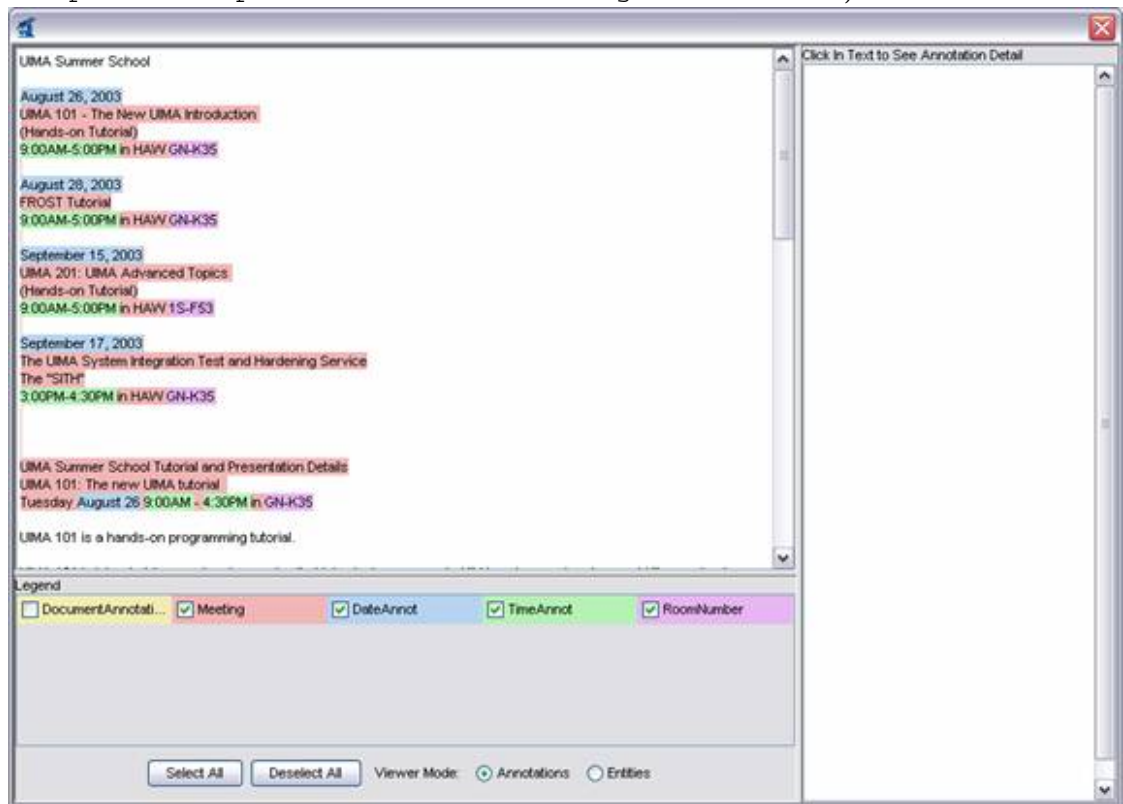 UIMA Summer School
Click In Text to See Annotation Detail
August 26, 2003
UIMA 101 - The New UIMA Introduction
(Hands-on Tutorial)
9:00AM-5:00PM in HAW GN-K35
August 28, 2003
FROST Tutorial
9:00AM-5:00PM in HAW GN-K35
September 15, 2003
UIMA 201: UIMA Advanced Topics
(Hands-on Tutorial)
9:00AM-5:00PM in HAW 1S-F53
September 17, 2003
The UIMA System Integration Test and Hardening Service
The "SITH"
3:00PM-4:30PM in HAW GN-K35
UIMA Summer School Tutorial and Presentation Details
UIMA 101: The new UIMA tutorial
Tuesday August 26 9:00AM - 4:30PM in GN-K35
UIMA 101 is a hands-on programming tutorial.
Legend
DocumentAnnotati... Meeting DateAnnot TimeAnnot RoomNumber
Select All Deselect All Viewer Mode: Annotations Entities